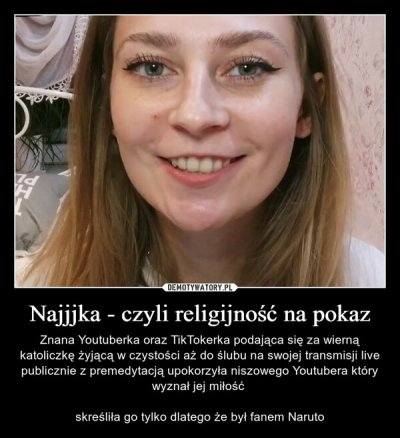 DEMOTYWATORY.PL
Najjjka - czyli religijność na pokaz
Znana Youtuberka oraz TikTokerka podająca się za wierną
katoliczkę żyjącą w czystości aż do ślubu na swojej transmisji live
publicznie z premedytacją upokorzyła niszowego Youtubera który
wyznał jej miłość
skreśliła go tylko dlatego że był fanem Naruto